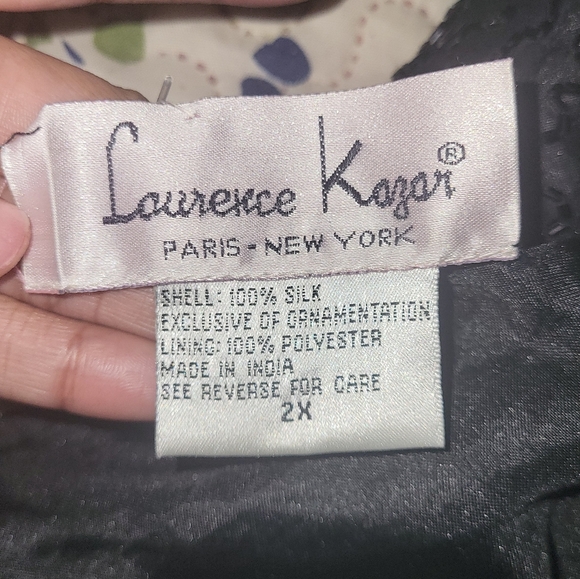 Laurence Kazar®
PARIS - NEW YORK
SHELL: 100% SILK
EXCLUSIVE OF ORNAMENTATION
LINING: 100% POLYESTER
MADE IN INDIA
SEE REVERSE FOR CARE
2X